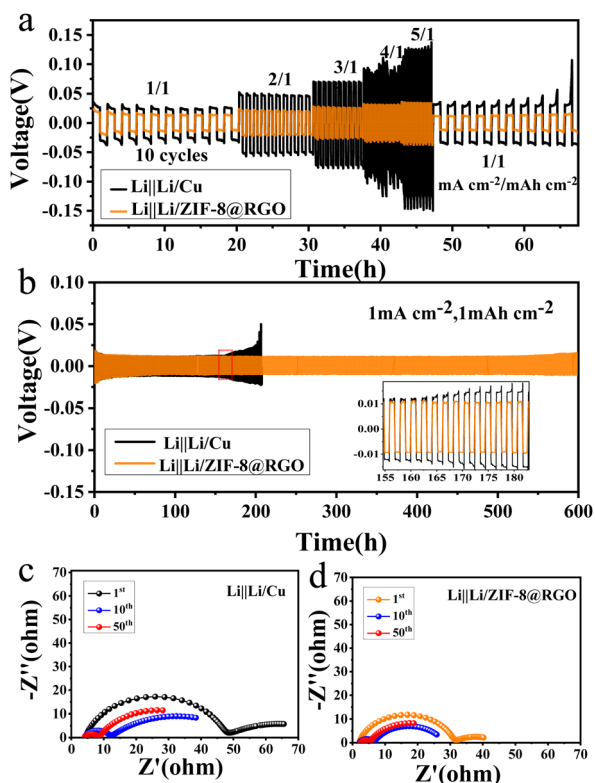 a
Voltage(V)
0.15
0.10
0.05
0.00
-0.05
-0.10
-0.15
1/1
2/1
3/1
4/1
5/1
10 cycles
1/1
mA cm-2/mAh cm-2
Li||Li/Cu
Li||Li/ZIF-8@RGO
0 10 20 30 40 50 60
Time(h)
b
Voltage(V)
0.10
0.05
0.00
-0.05
-0.10
-0.15
1mA cm-2,1mAh cm-2
Li||Li/Cu
Li||Li/ZIF-8@RGO
0.01
0.00
-0.01
155 160 165 170 175 180
0 100 200 300 400 500 600
Time(h)
c
-Z''(ohm)
70
60
50
40
30
20
10
0
1st
10th
50th
Li||Li/Cu
0 10 20 30 40 50 60 70
Z'(ohm)
d
-Z''(ohm)
70
60
50
40
30
20
10
0
1st
10th
50th
Li||Li/ZIF-8@RGO
0 10 20 30 40 50 60 70
Z'(ohm)